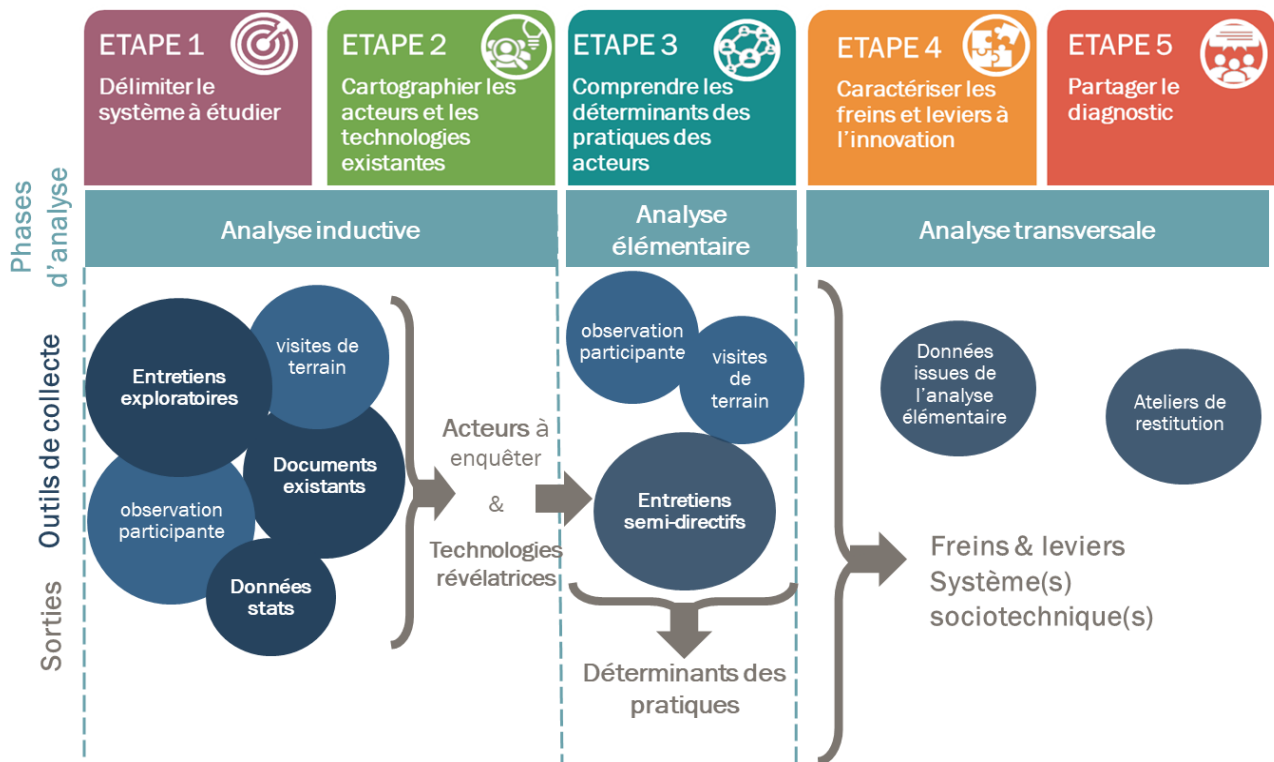 ETAPE 1
Délimiter le
système à étudier
ETAPE 2
Cartographier les
acteurs et les
technologies
existantes
ETAPE 3
Comprendre les
déterminants des
pratiques des
acteurs
ETAPE 4
Caractériser les
freins et leviers à
l'innovation
ETAPE 5
Partager le
diagnostic
Phases
d'analyse
Analyse inductive
Analyse
élémentaire
Analyse transversale
Outils de collecte
Entretiens
exploratoires
visites de
terrain
Documents
existants
observation
participante
Données
stats
Acteurs à
enquêter
&
Technologies
révélatrices
observation
participante
visites
de
terrain
Entretiens
semi-directifs
Données
issues de
l'analyse
élémentaire
Ateliers de
restitution
Sorties
Déterminants des
pratiques
Freins & leviers
Système(s)
sociotechnique(s)